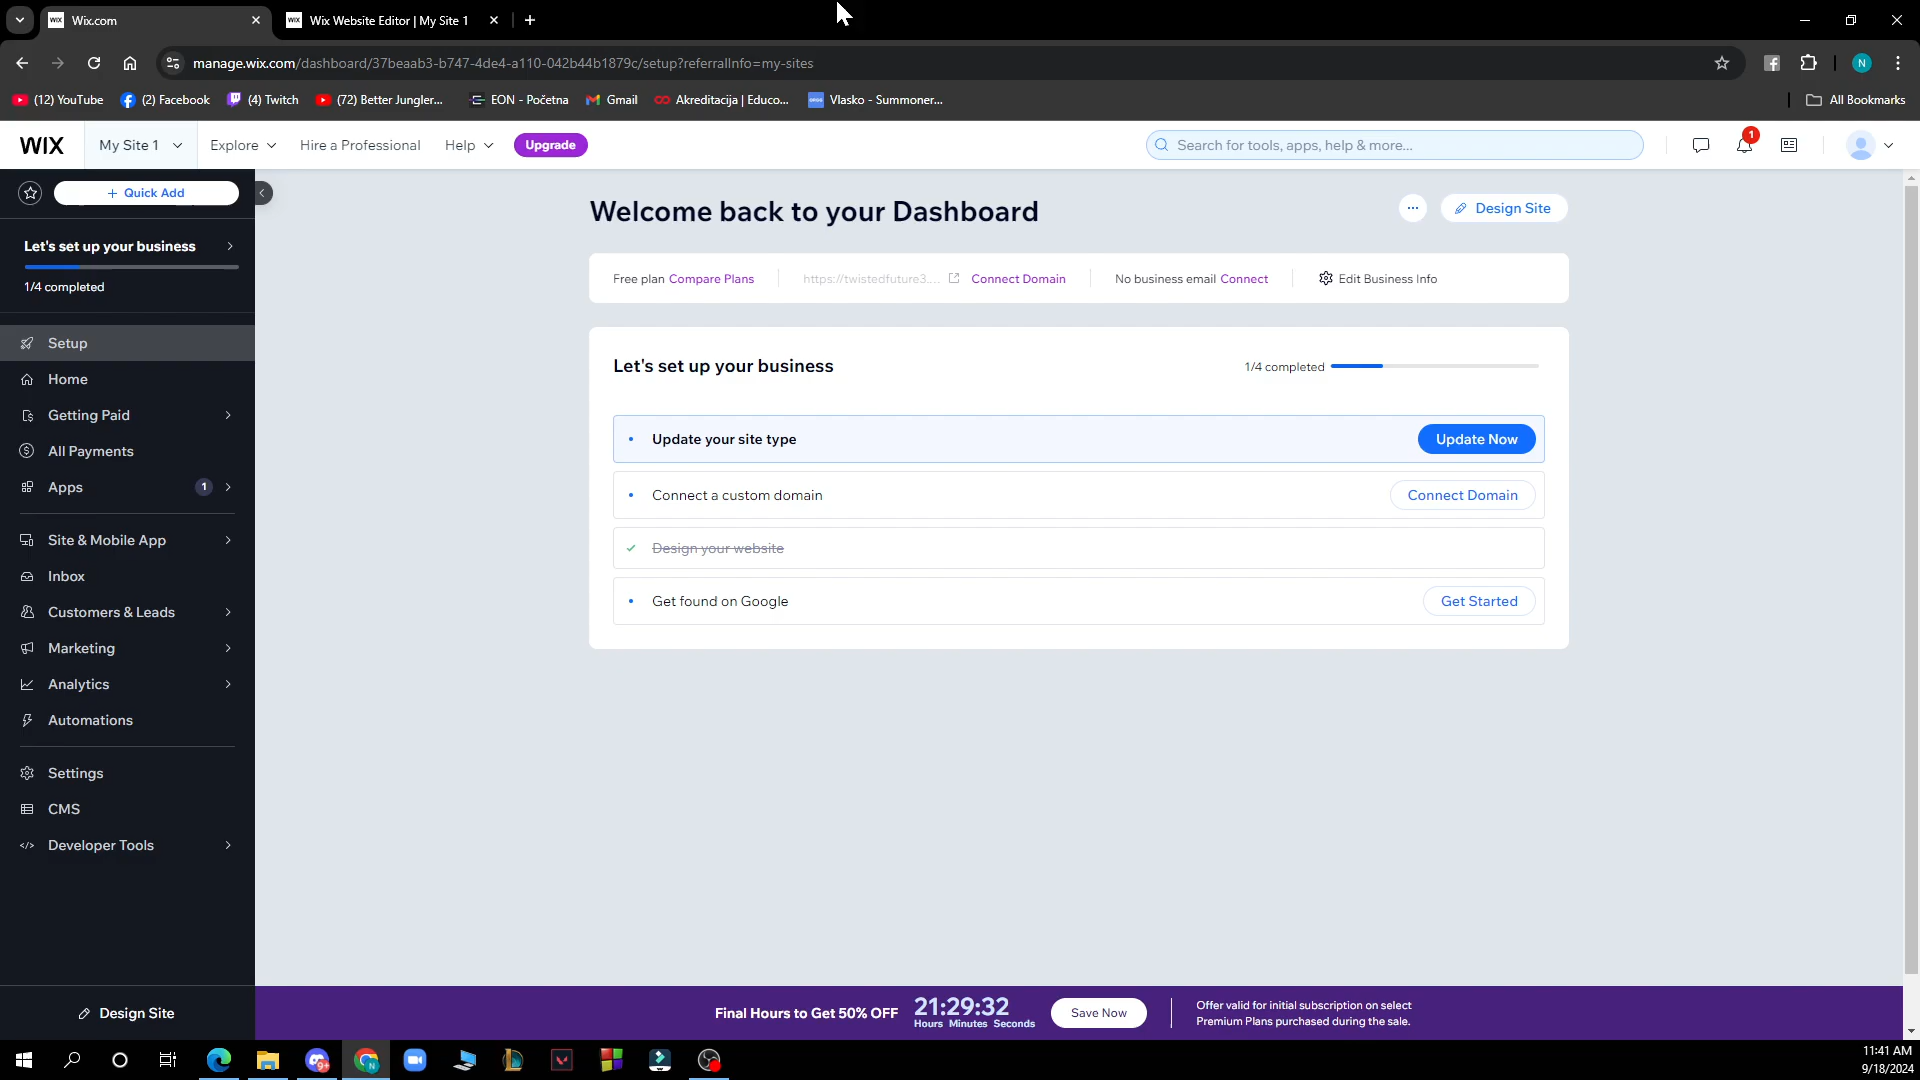 Wix.com
Wix Website Editor | My Site 1
manage.wix.com/dashboard/37beaab3-b747-4de4-a110-042b44b1879c/setup?referralInfo=my-sites
N
(12) YouTube
(2) Facebook
(4) Twitch
(72) Better Jungler...
EON - Početna
Gmail
Akreditacija | Educo...
Vlasko - Summoner...
All Bookmarks
WIX
My Site 1
Explore
Hire a Professional
Help
Upgrade
Search for tools, apps, help & more...
1
+ Quick Add
Let's set up your business
1/4 completed
Setup
Home
Getting Paid
All Payments
Apps
1
Site & Mobile App
Inbox
Customers & Leads
Marketing
Analytics
Automations
Settings
CMS
Developer Tools
Design Site
Welcome back to your Dashboard
Design Site
Free plan Compare Plans
https://twistedfuture3....
Connect Domain
No business email Connect
Edit Business Info
Let's set up your business
1/4 completed
Update your site type
Update Now
Connect a custom domain
Connect Domain
Design your website
Get found on Google
Get Started
Final Hours to Get 50% OFF
21:29:32
Hours Minutes Seconds
Save Now
Offer valid for initial subscription on select
Premium Plans purchased during the sale.
11:41 AM
9/18/2024